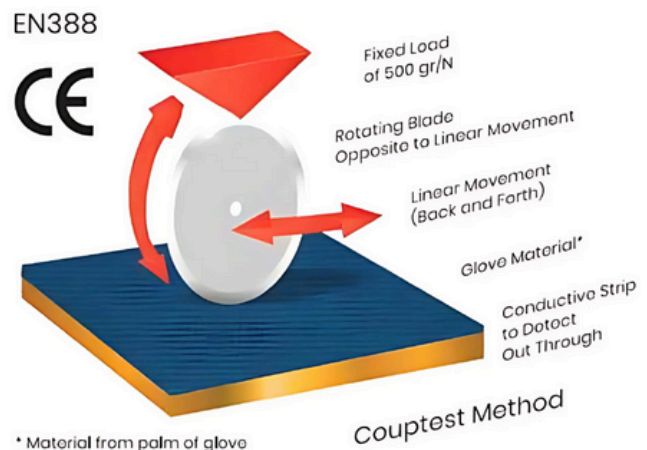 EN388
CE
Fixed Load
of 500 gr/N
Rotating Blade
Opposite to Linear Movement
Linear Movement
(Back and Forth)
Glove Material*
Conductive Strip
to Detect
Out Through
Couptest Method
* Material from palm of glove